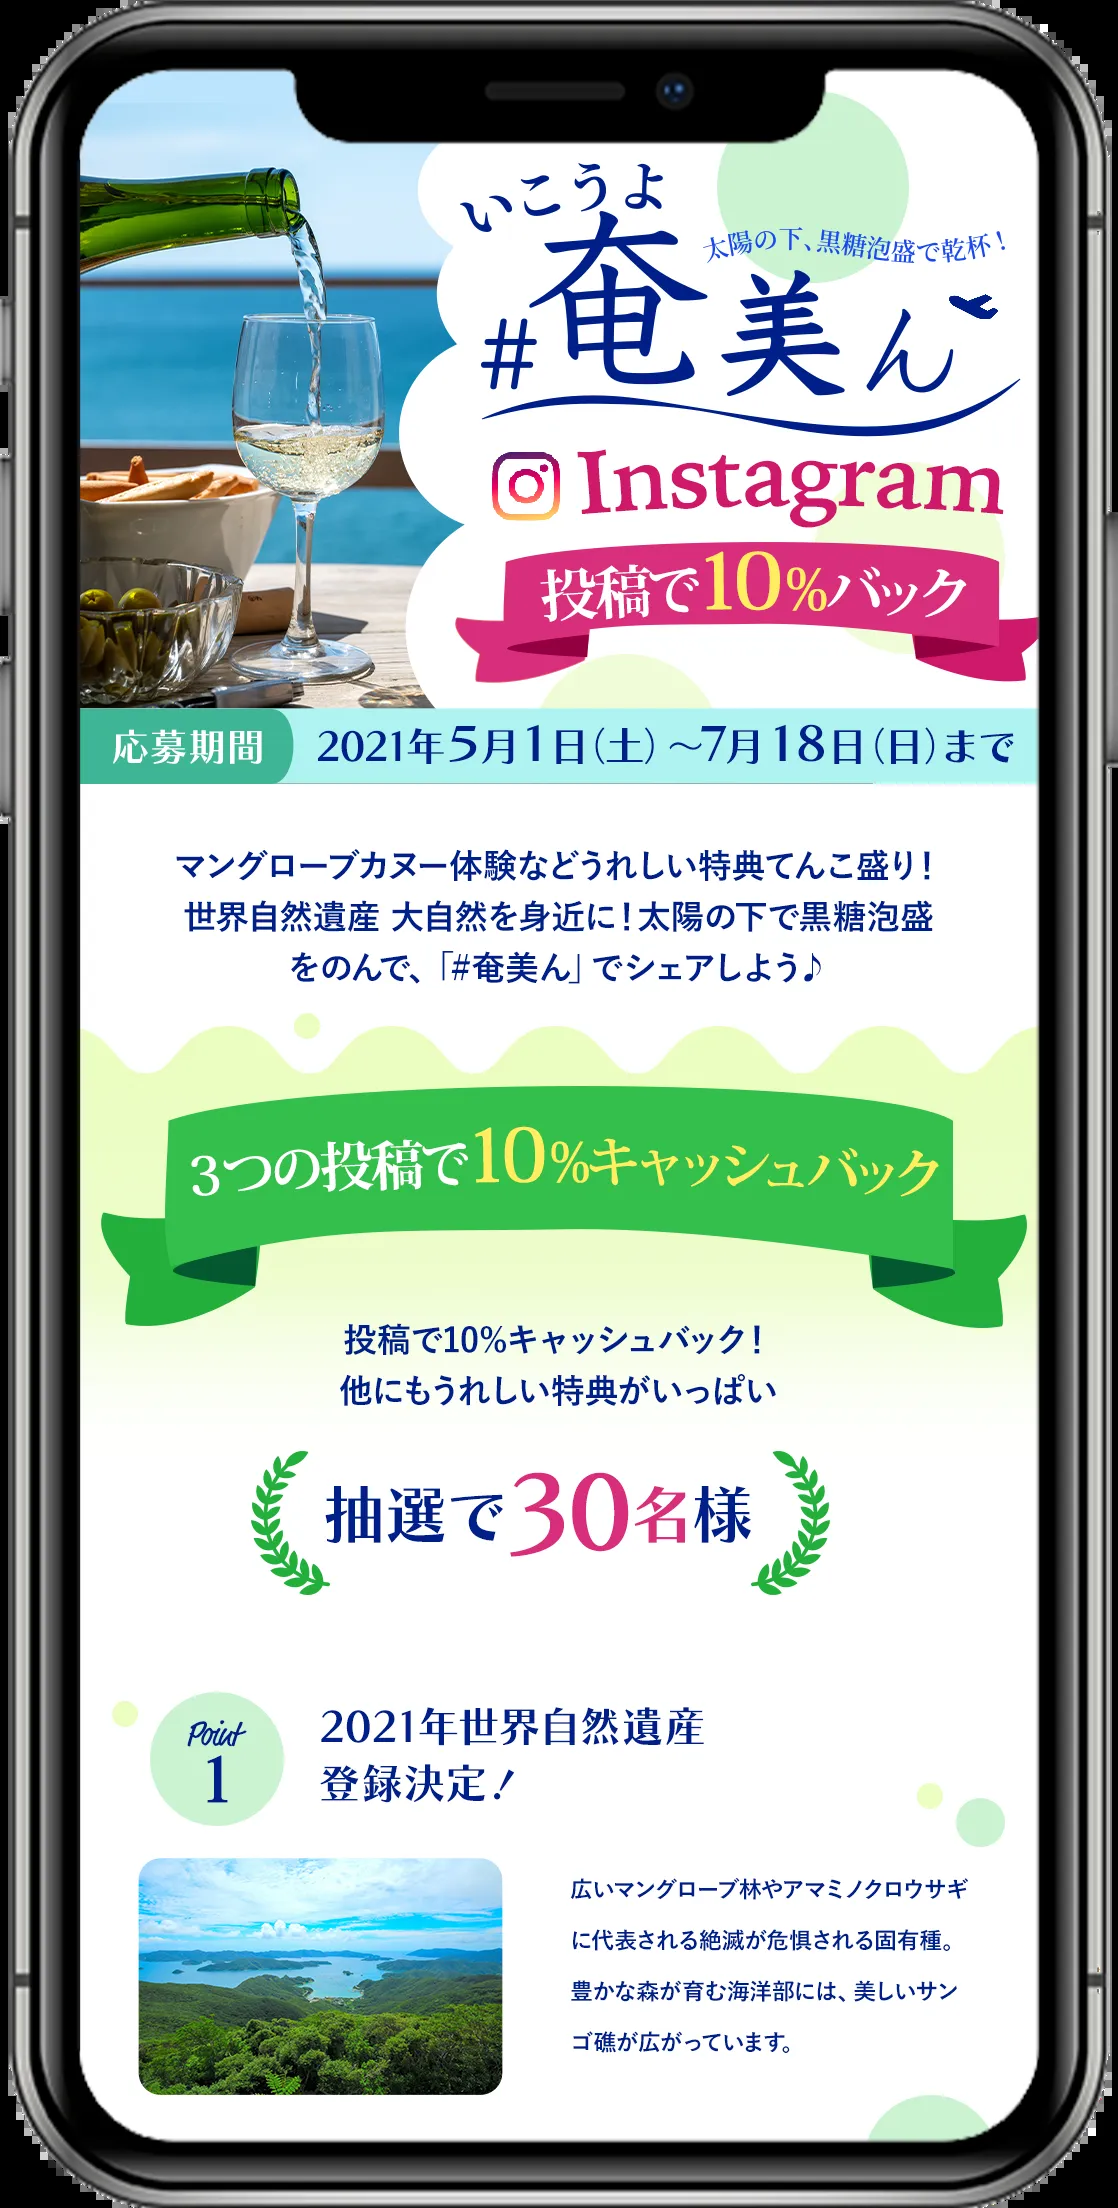 いこうよ
太陽の下、黒糖泡盛で乾杯！
#奄美ん
Instagram
投稿で10%バック
応募期間 2021年5月1日（土）～7月18日（日）まで
マングローブカヌー体験などうれしい特典てんこ盛り！
世界自然遺産 大自然を身近に！太陽の下で黒糖泡盛
をのんで、「#奄美ん」でシェアしよう♪
3つの投稿で10%キャッシュバック
投稿で10%キャッシュバック！
他にもうれしい特典がいっぱい
抽選で30名様
Point
1
2021年世界自然遺産
登録決定！
広いマングローブ林やアマミノクロウサギ
に代表される絶滅が危惧される固有種。
豊かな森が育む海洋部には、美しいサン
ゴ礁が広がっています。